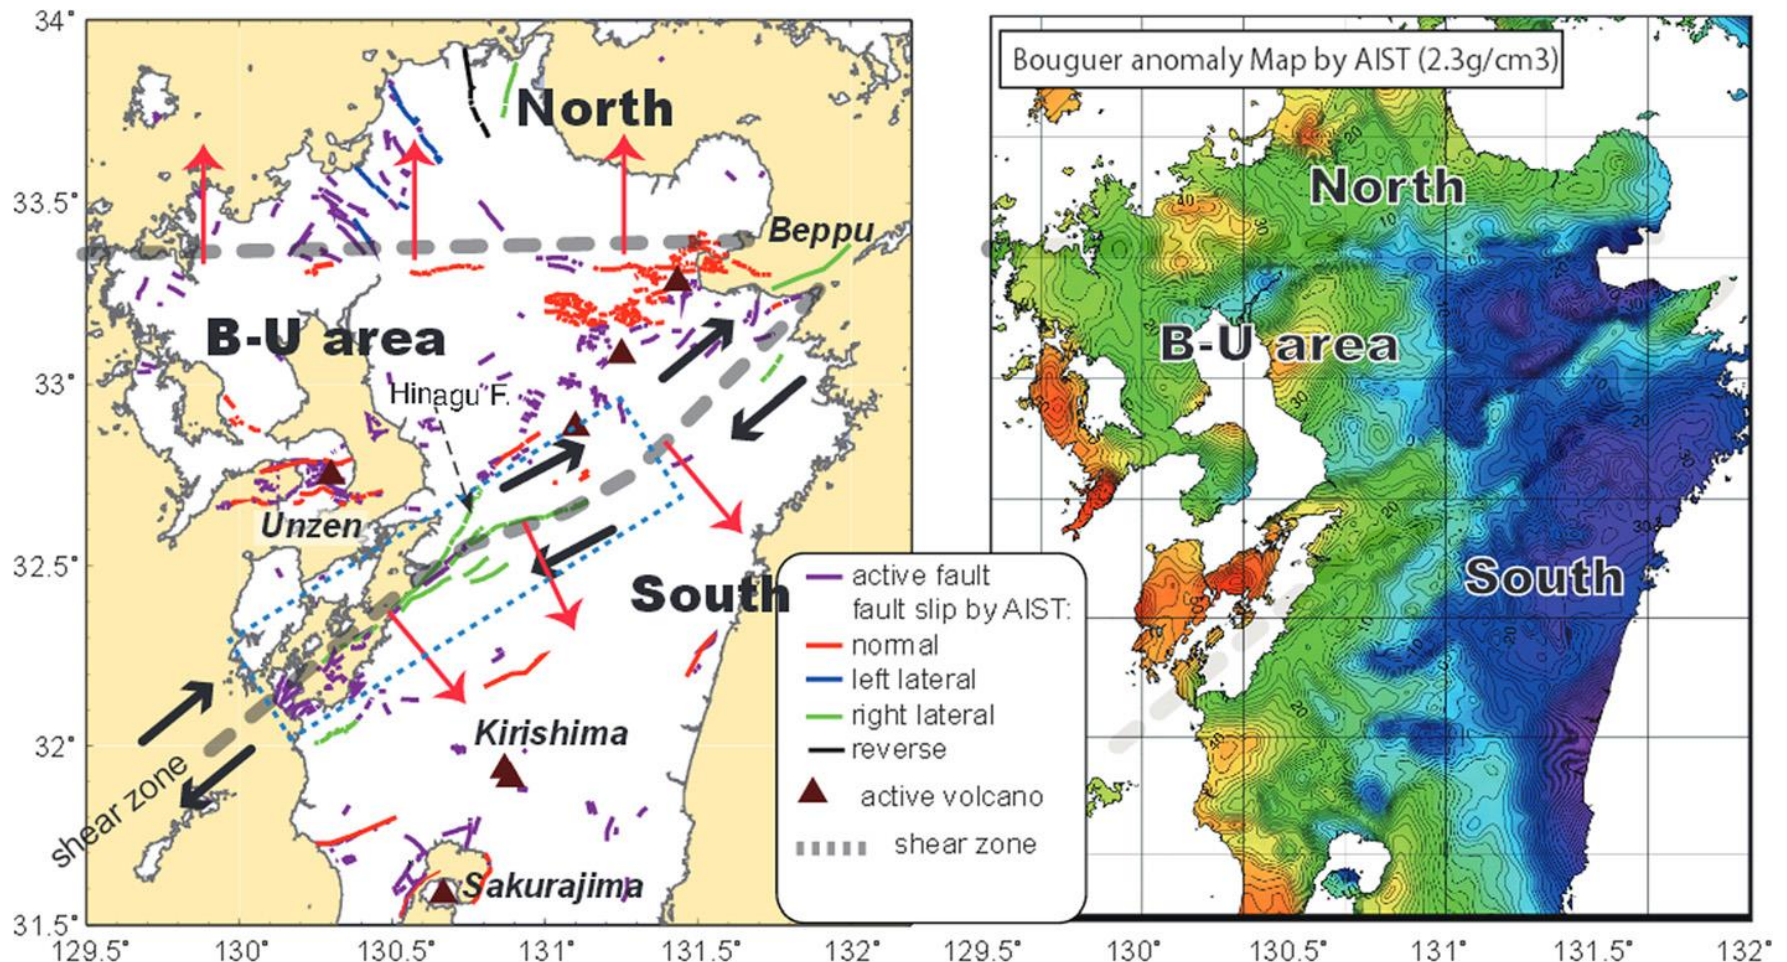 34°
33.5°
33°
32.5°
32°
31.5°
129.5°
130°
130.5°
131°
131.5°
132°
North
Beppu
B-U area
Hinagu F.
Unzen
South
Kirishima
shear zone
Sakurajima
active fault
fault slip by AIST:
normal
left lateral
right lateral
reverse
active volcano
shear zone
Bouguer anomaly Map by AIST (2.3g/cm3)
North
B-U area
South
129.5°
130°
130.5°
131°
131.5°
132°